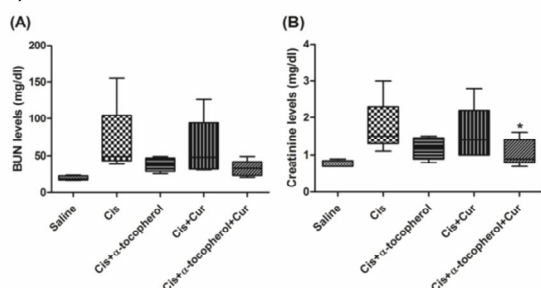 (A)
BUN levels (mg/dl)
200
150
100
50
0
Saline
Cis
Cis+α-tocopherol
Cis+Cur
Cis+α-tocopherol+Cur
(B)
Creatinine levels (mg/dl)
4
3
2
1
0
*
Saline
Cis
Cis+α-tocopherol
Cis+Cur
Cis+α-tocopherol+Cur